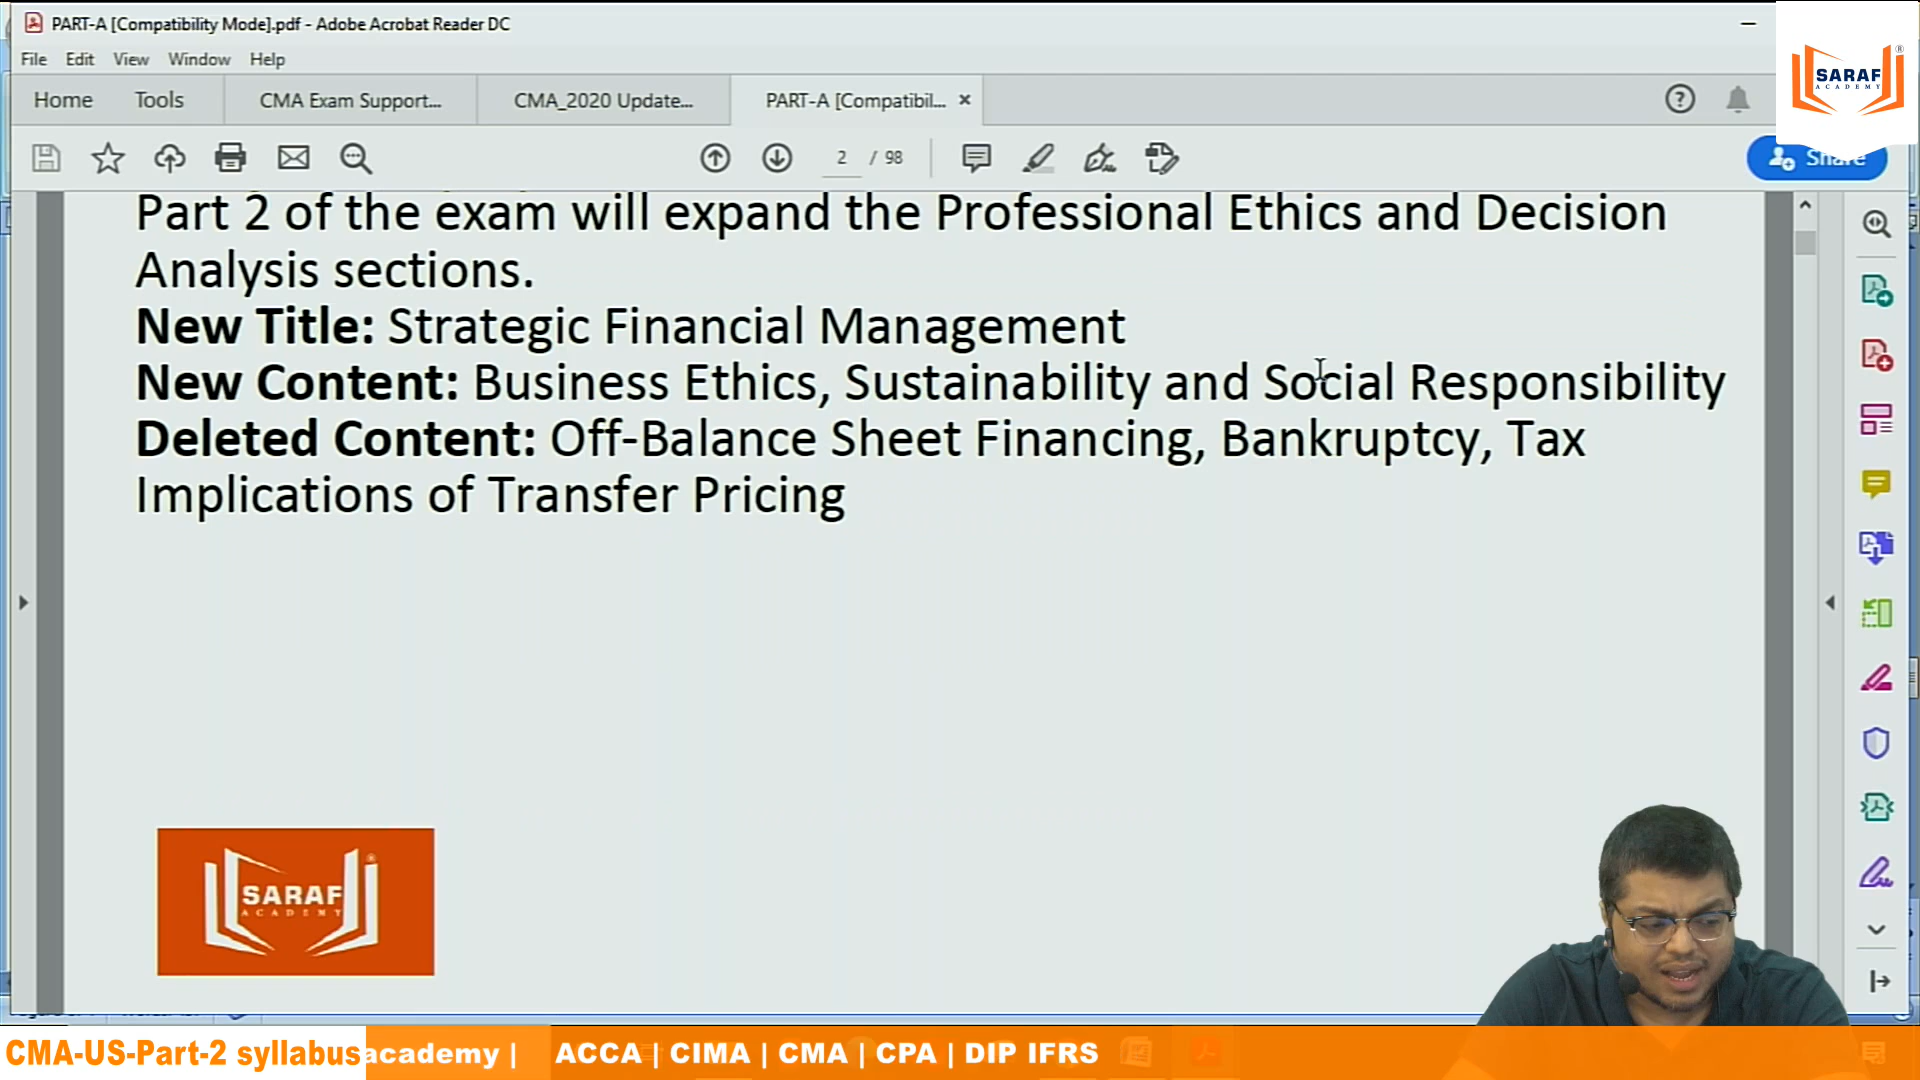 PART-A [Compatibility Mode].pdf - Adobe Acrobat Reader DC
File Edit View Window Help
Home Tools CMA Exam Support... CMA_2020 Update... PART-A [Compatibil...
SARAF
ACADEMY
2 / 98 Share
Part 2 of the exam will expand the Professional Ethics and Decision
Analysis sections.
New Title: Strategic Financial Management
New Content: Business Ethics, Sustainability and Social Responsibility
Deleted Content: Off-Balance Sheet Financing, Bankruptcy, Tax
Implications of Transfer Pricing
SARAF
ACADEMY
CMA-US-Part-2 syllabus academy | ACCA | CIMA | CMA | CPA | DIP IFRS